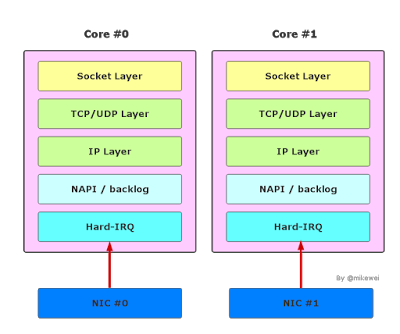 Core #0
Core #1
Socket Layer
Socket Layer
TCP/UDP Layer
TCP/UDP Layer
IP Layer
IP Layer
NAPI / backlog
NAPI / backlog
Hard-IRQ
Hard-IRQ
By @mikewei
NIC #0
NIC #1